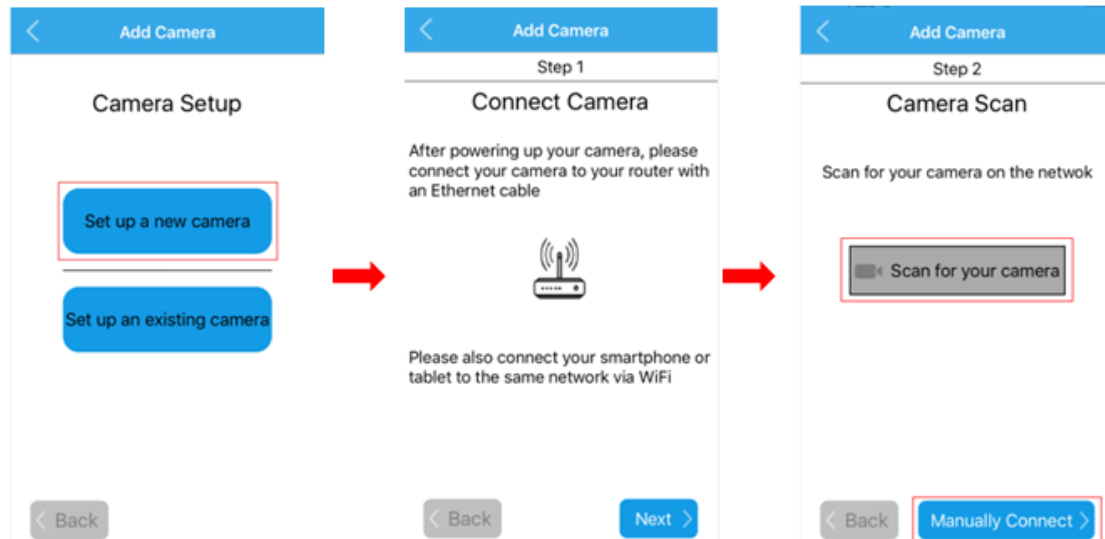 Add Camera
Camera Setup
Set up a new camera
Set up an existing camera
Back
Add Camera
Step 1
Connect Camera
After powering up your camera, please
connect your camera to your router with
an Ethernet cable
Please also connect your smartphone or
tablet to the same network via WiFi
Back
Next
Add Camera
Step 2
Camera Scan
Scan for your camera on the netwok
Scan for your camera
Back
Manually Connect